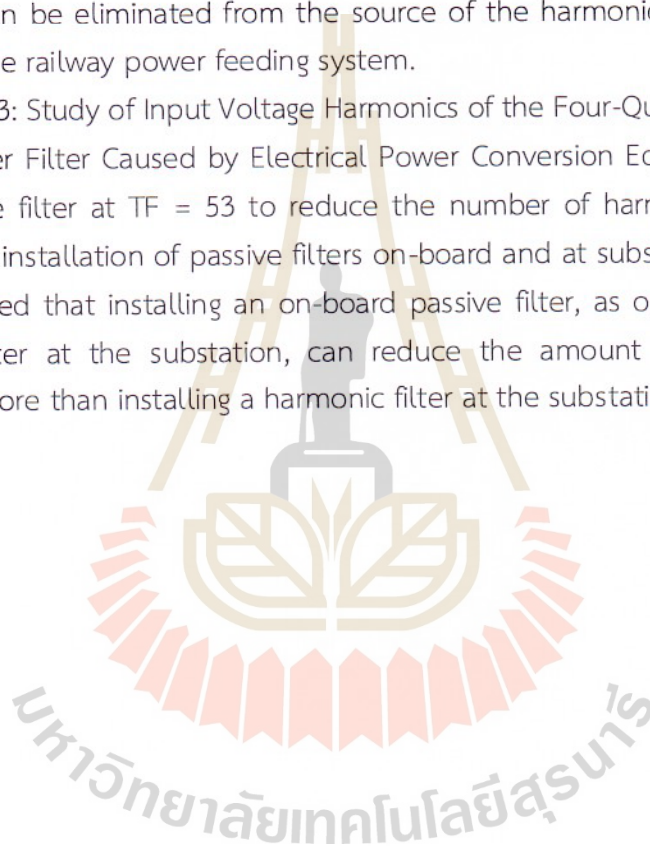 n be eliminated from the source of the harmonic
e railway power feeding system.
3: Study of Input Voltage Harmonics of the Four-Qu
er Filter Caused by Electrical Power Conversion Ec
e filter at TF = 53 to reduce the number of harr
installation of passive filters on-board and at subs
ed that installing an on-board passive filter, as o
ter at the substation, can reduce the amount
ore than installing a harmonic filter at the substati
มหาวิทยาลัยเทคโนโลยีสุรนารี